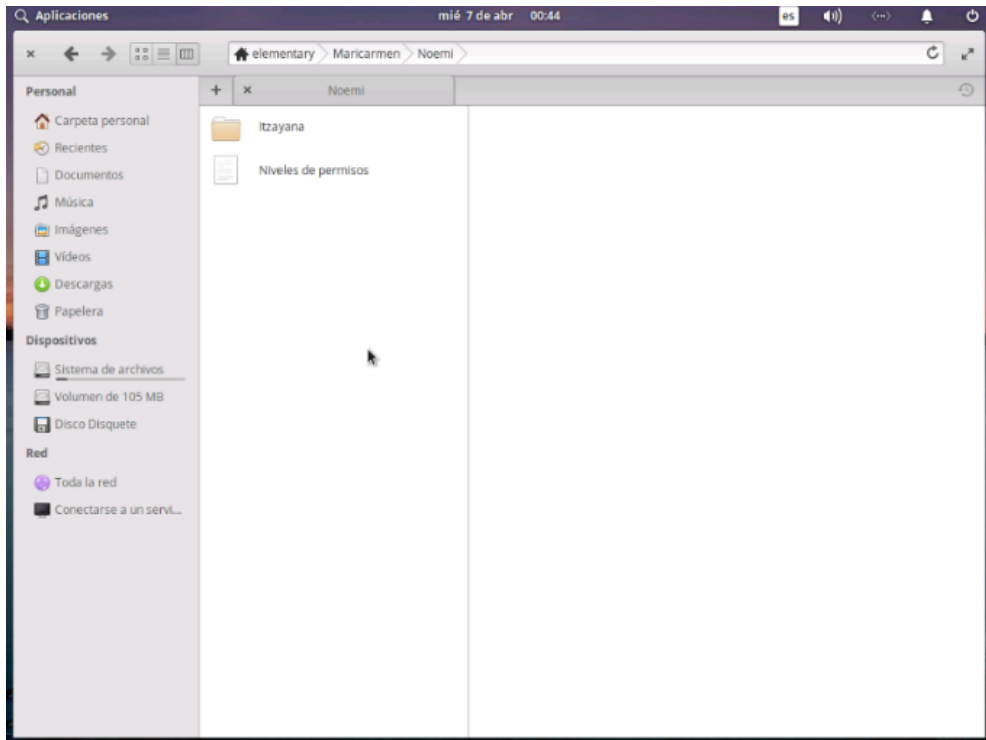 Aplicaciones mié 7 de abr 00:44 es
elementary Maricarmen Noemi
Personal
Noemi
Carpeta personal
Recientes
Documentos
Música
Imágenes
Vídeos
Descargas
Papelera
Dispositivos
Sistema de archivos
Volumen de 105 MB
Disco Disquete
Red
Toda la red
Conectarse a un servi...
Itzayana
Niveles de permisos